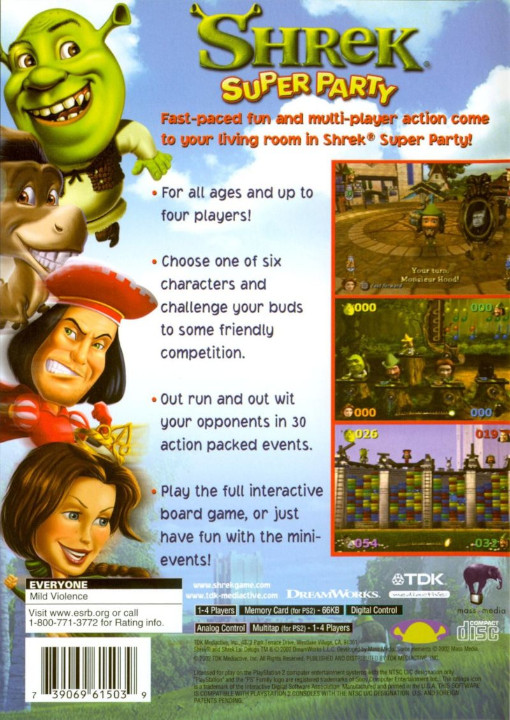 SHREK
SUPER PARTY
Fast-paced fun and multi-player action come
to your living room in Shrek® Super Party!
• For all ages and up to
four players!
• Choose one of six
characters and
challenge your buds
to some friendly
competition.
• Out run and out wit
your opponents in 30
action packed events.
• Play the full interactive
board game, or just
have fun with the mini-
events!
Your turn,
Monsieur Hood!
000 000
000 000
026 019
054 032
EVERYONE
Mild Violence
Visit www.esrb.org or call
1-800-771-3772 for Rating info.
www.shrekgame.com
www.tdk-mediactive.com
DREAMWORKS
TDK
mass media
1-4 Players
Memory Card (for PS2) - 66KB
Digital Control
Analog Control
Multitap (for PS2) - 1-4 Players
COMPACT
disc
7 39069 61503 9